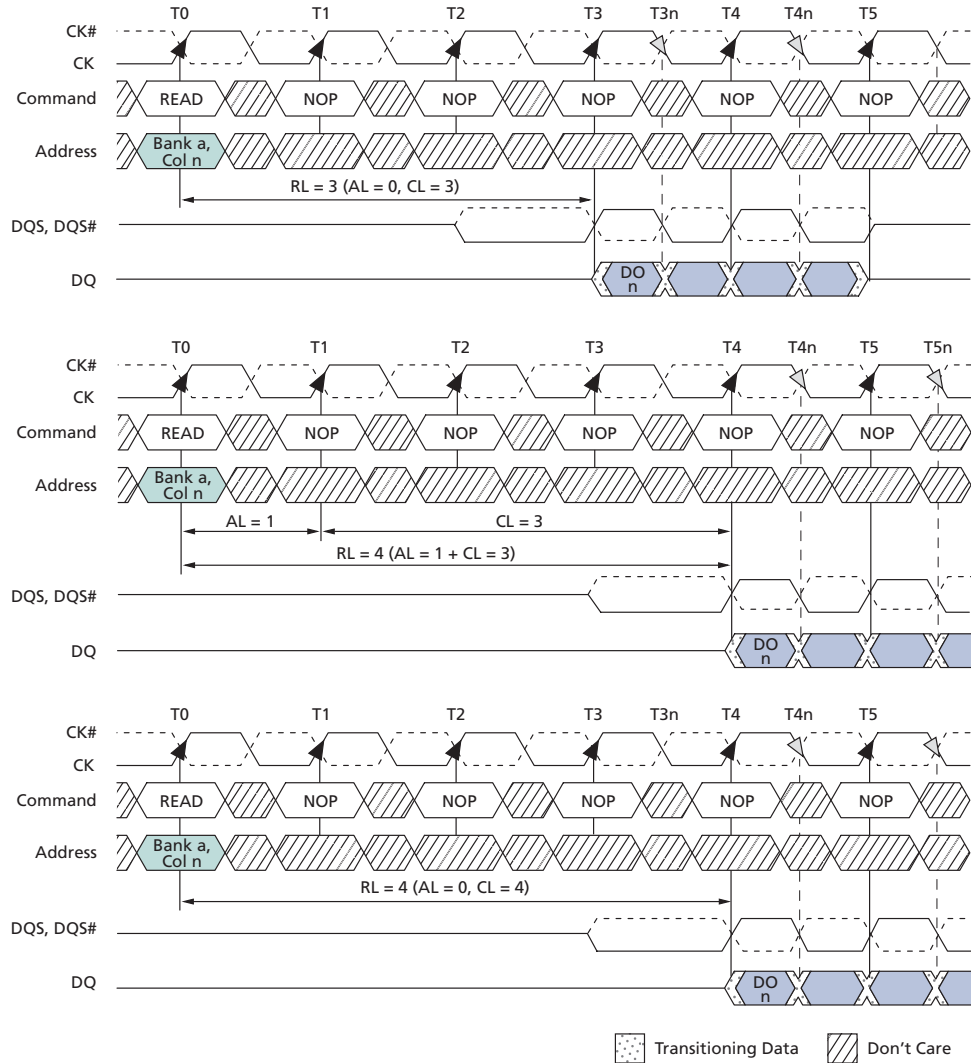 T0 T1 T2 T3 T3n T4 T4n T5
CK#
CK
Command READ NOP NOP NOP NOP NOP
Address Bank a,
Col n
RL = 3 (AL = 0, CL = 3)
DQS, DQS#
DQ DO
n
T0 T1 T2 T3 T4 T4n T5 T5n
CK#
CK
Command READ NOP NOP NOP NOP NOP
Address Bank a,
Col n
AL = 1 CL = 3
RL = 4 (AL = 1 + CL = 3)
DQS, DQS#
DQ DO
n
T0 T1 T2 T3 T3n T4 T4n T5
CK#
CK
Command READ NOP NOP NOP NOP NOP
Address Bank a,
Col n
RL = 4 (AL = 0, CL = 4)
DQS, DQS#
DQ DO
n
Transitioning Data Don't Care